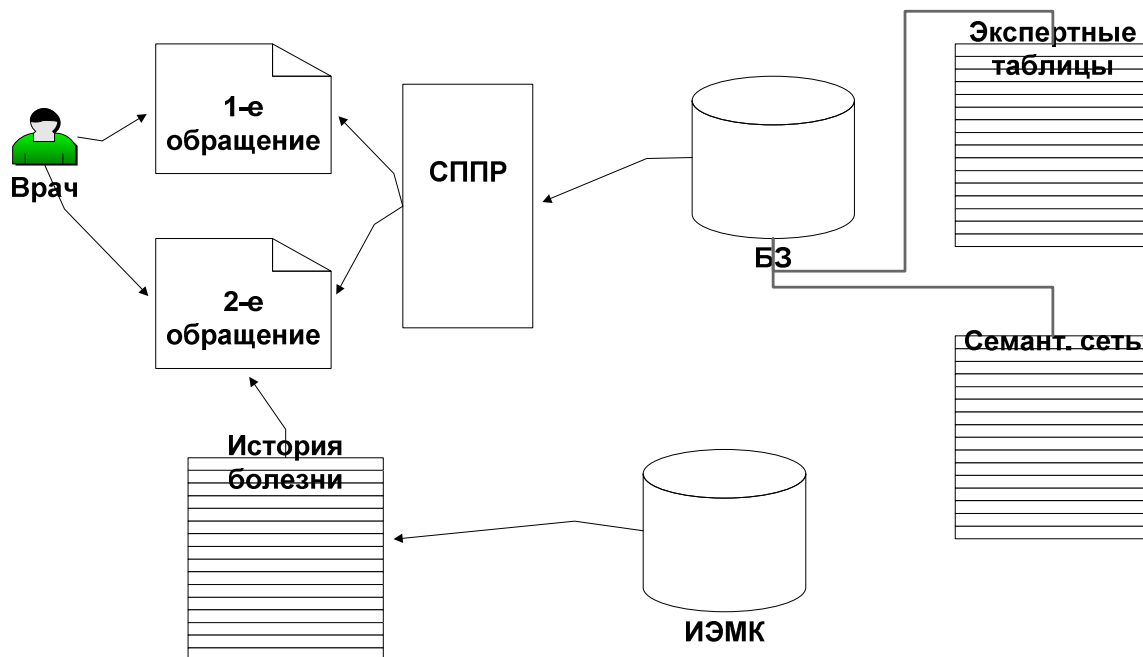 Экспертные
таблицы
1-е
обращение
СППР
Врач
БЗ
2-е
обращение
Семант. сеть
История
болезни
ИЭМК